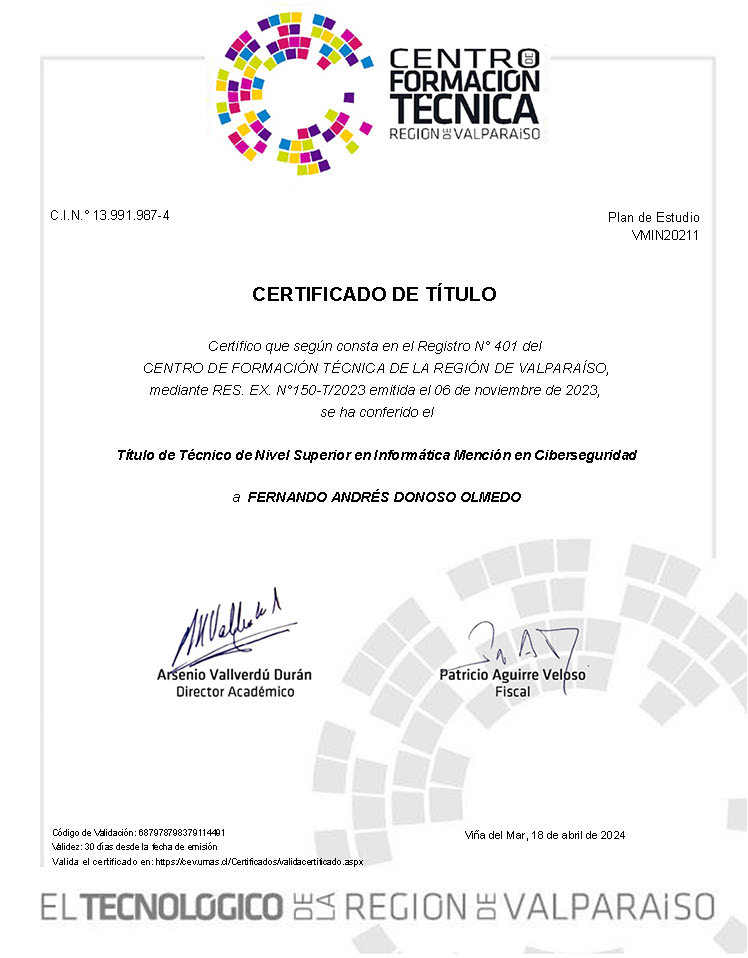 CENTRO DE
FORMACIÓN
TÉCNICA
REGION DE VALPARAíSO
C.I.N.° 13.991.987-4
Plan de Estudio
VMIN20211
CERTIFICADO DE TÍTULO
Certifico que según consta en el Registro N° 401 del
CENTRO DE FORMACIÓN TÉCNICA DE LA REGIÓN DE VALPARAÍSO,
mediante RES. EX. N°150-T/2023 emitida el 06 de noviembre de 2023,
se ha conferido el
Título de Técnico de Nivel Superior en Informática Mención en Ciberseguridad
a FERNANDO ANDRÉS DONOSO OLMEDO
Arsenio Vallverdú Durán
Director Académico
Patricio Aguirre Veloso
Fiscal
Código de Validación: 687978798379114491
Validez: 30 días desde la fecha de emisión
Valida el certificado en: https://cev.umas.cl/Certificados/validacertificado.aspx
Viña del Mar, 18 de abril de 2024
EL TECNOLOGICO DE LA REGION DE VALPARAíSO